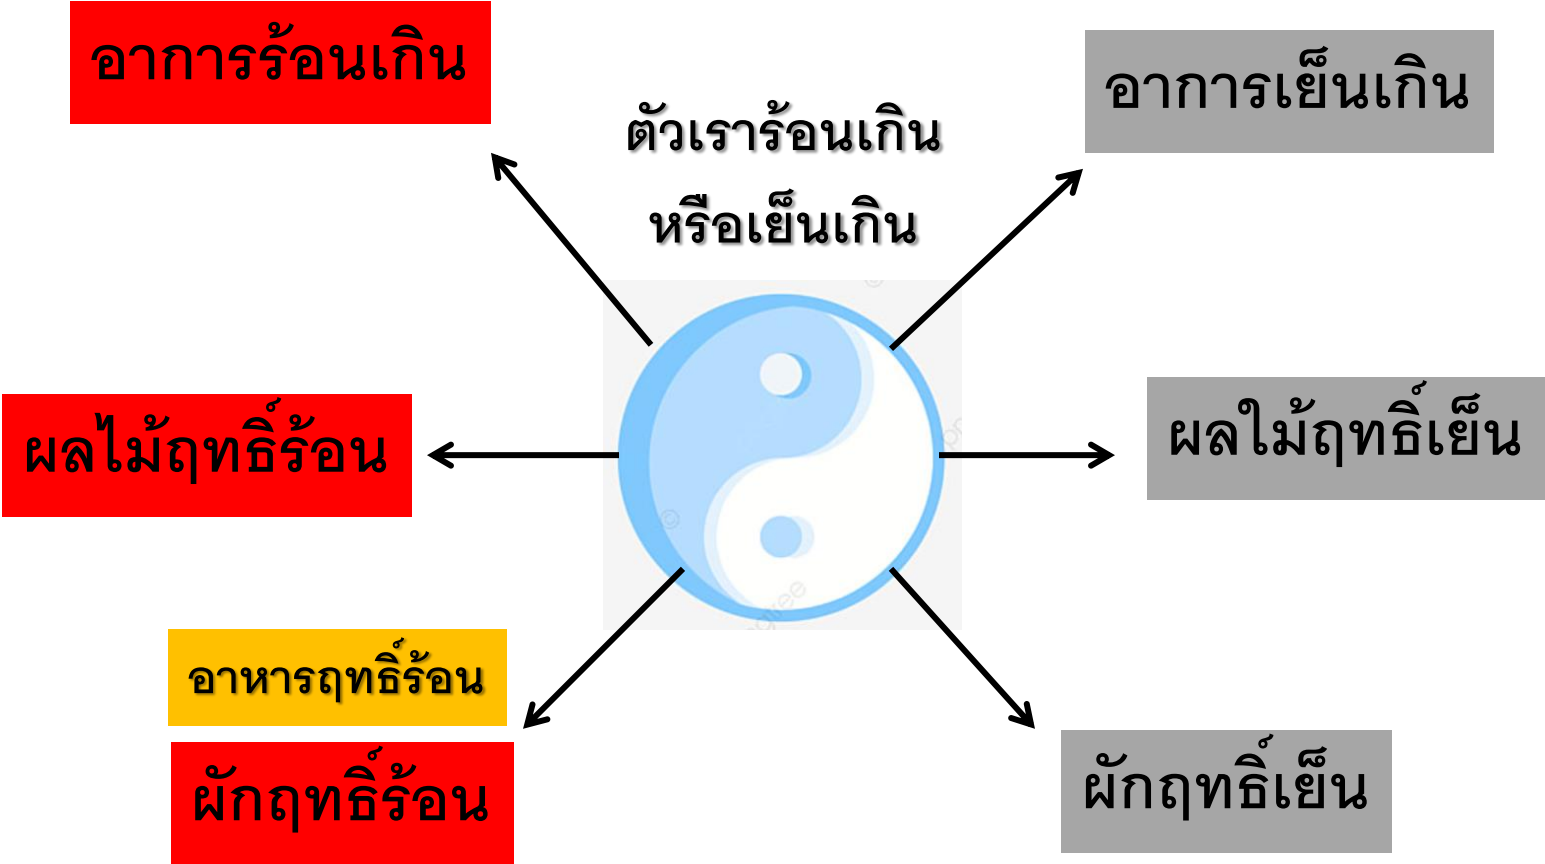 อาการร้อนเกิน
อาการเย็นเกิน
ตัวเราร้อนเกิน
หรือเย็นเกิน
ผลไม้ฤทธิ์ร้อน
ผลใม้ฤทธิ์เย็น
อาหารฤทธิ์ร้อน
ผักฤทธิ์ร้อน
ผักฤทธิ์เย็น